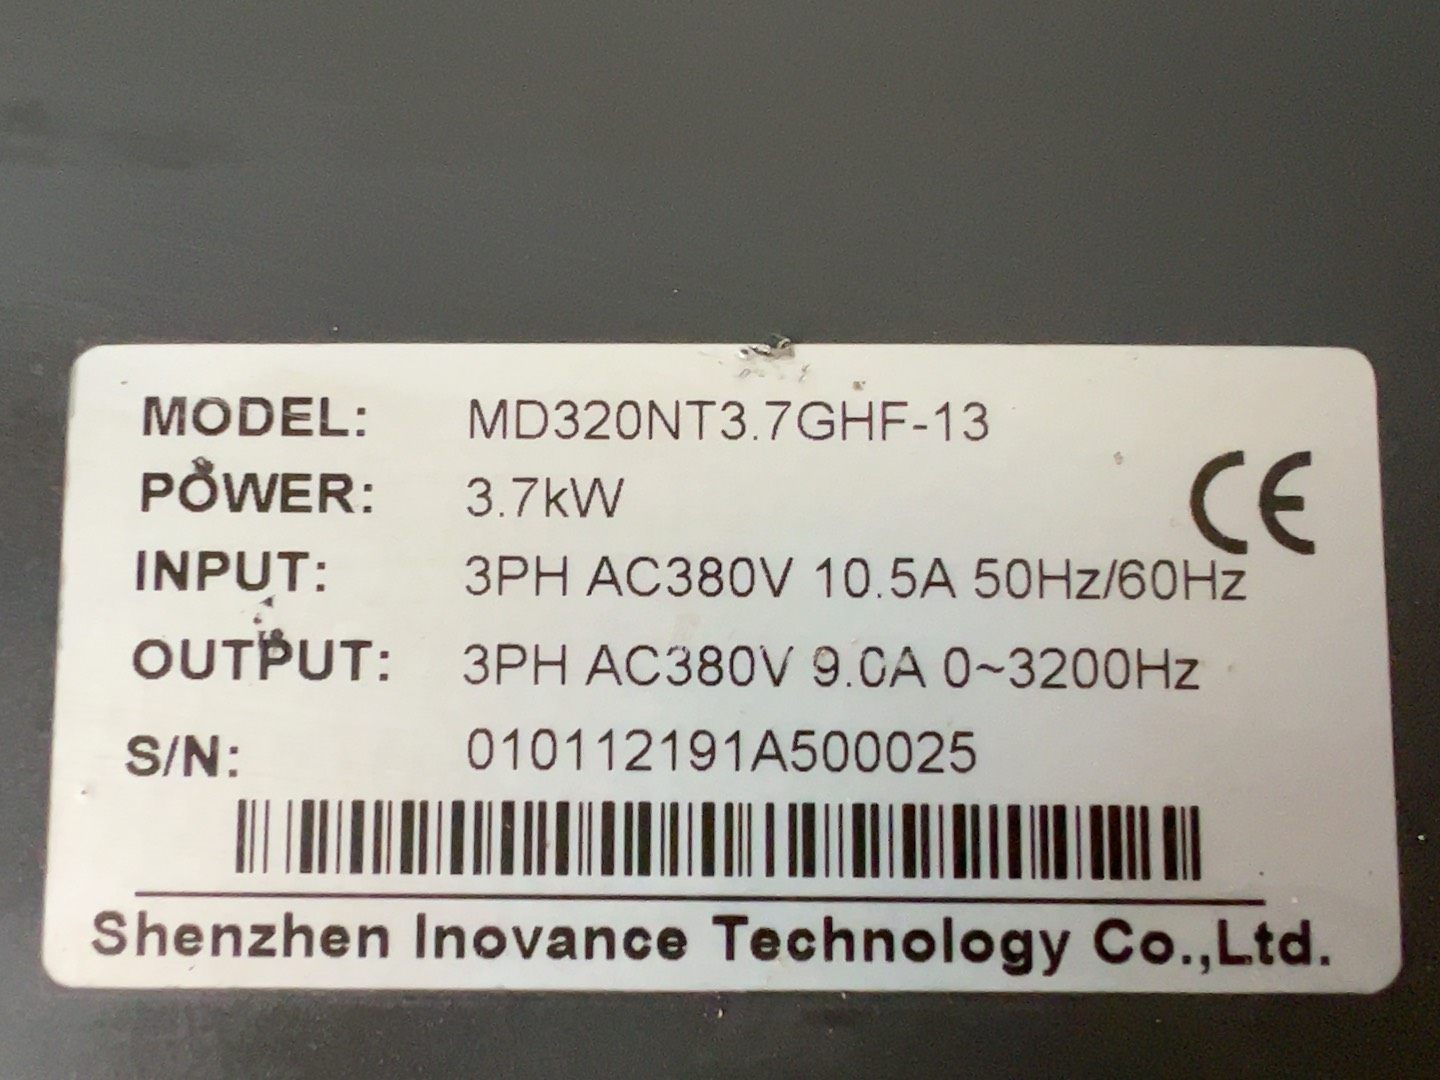 MODEL: MD320NT3.7GHF-13
POWER: 3.7kW
CE
INPUT: 3PH AC380V 10.5A 50Hz/60Hz
OUTPUT: 3PH AC380V 9.0A 0~3200Hz
S/N: 010112191A500025
Shenzhen Inovance Technology Co.,Ltd.